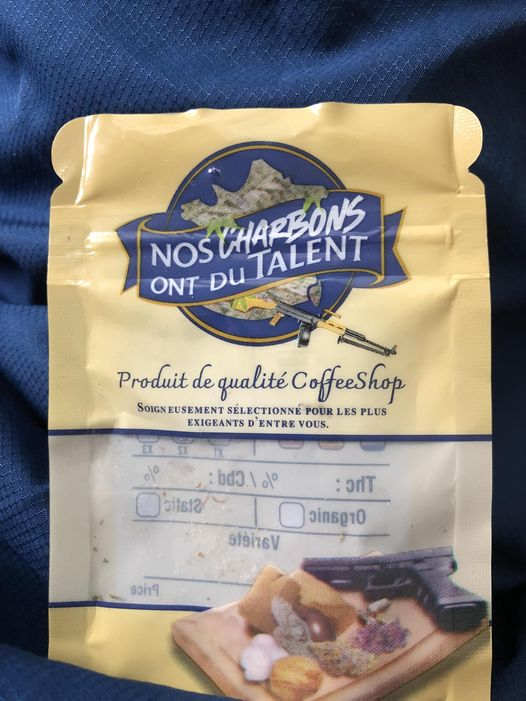 NOS CHARBONS
ONT DU TALENT
Produit de qualité CoffeeShop
SOIGNEUSEMENT SÉLECTIONNÉ POUR LES PLUS
EXIGEANTS D'ENTRE VOUS.
X3 X2 X1
Thc : % / Cbd : %
Organic | Static
Variété
Price